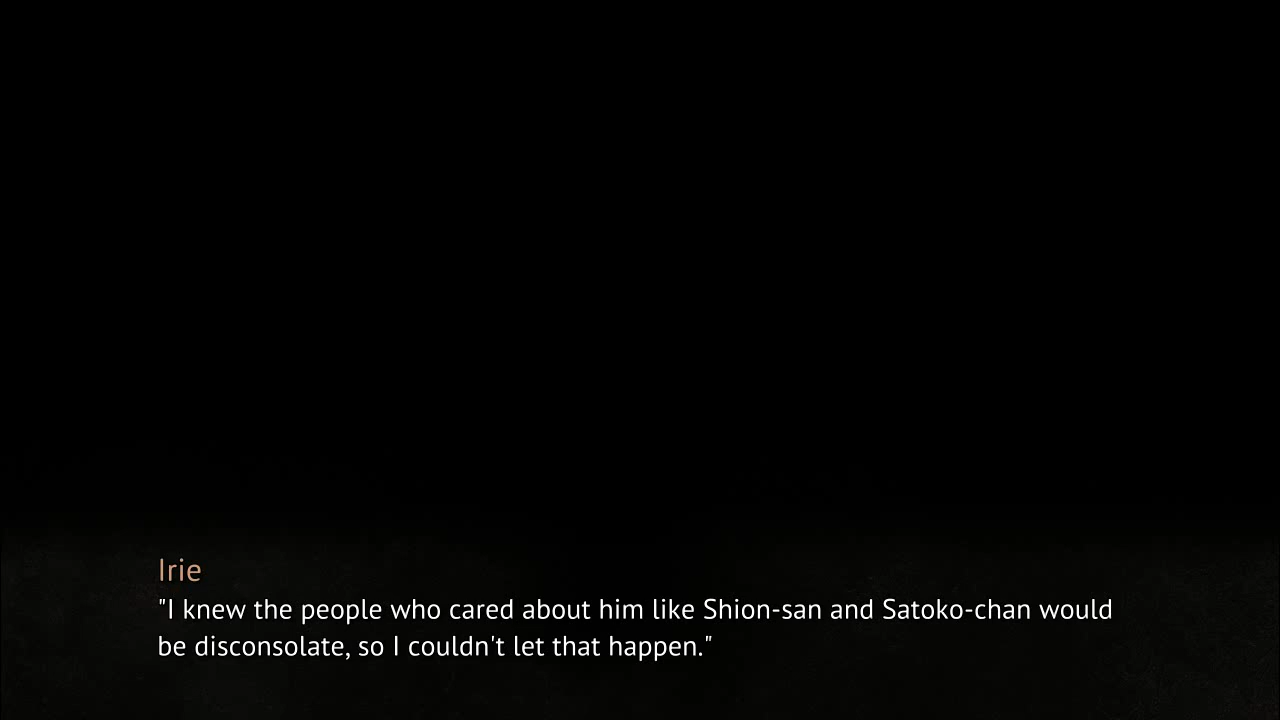 Irie
"I knew the people who cared about him like Shion-san and Satoko-chan would
be disconsolate, so I couldn't let that happen."